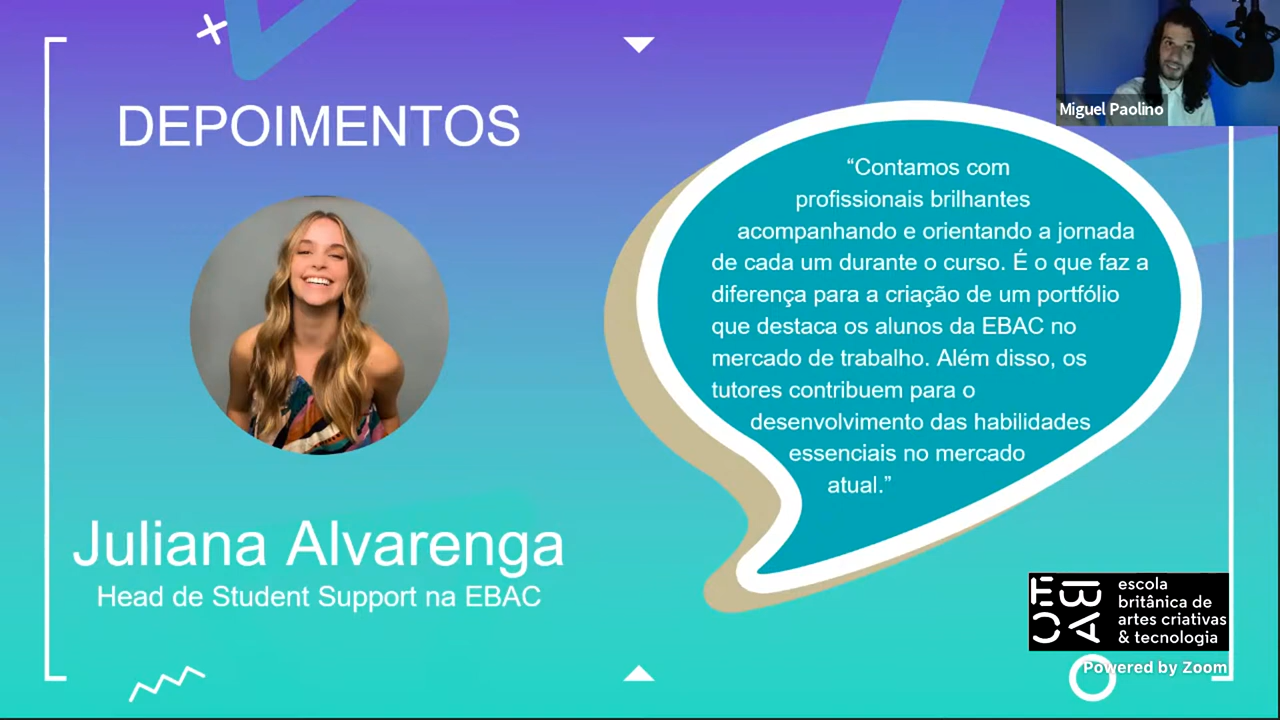 Miguel Paolino
DEPOIMENTOS
“Contamos com
profissionais brilhantes
acompanhando e orientando a jornada
de cada um durante o curso. É o que faz a
diferença para a criação de um portfólio
que destaca os alunos da EBAC no
mercado de trabalho. Além disso, os
tutores contribuem para o
desenvolvimento das habilidades
essenciais no mercado
atual.”
Juliana Alvarenga
Head de Student Support na EBAC
EBAC
escola
britânica de
artes criativas
& tecnologia
Powered by Zoom